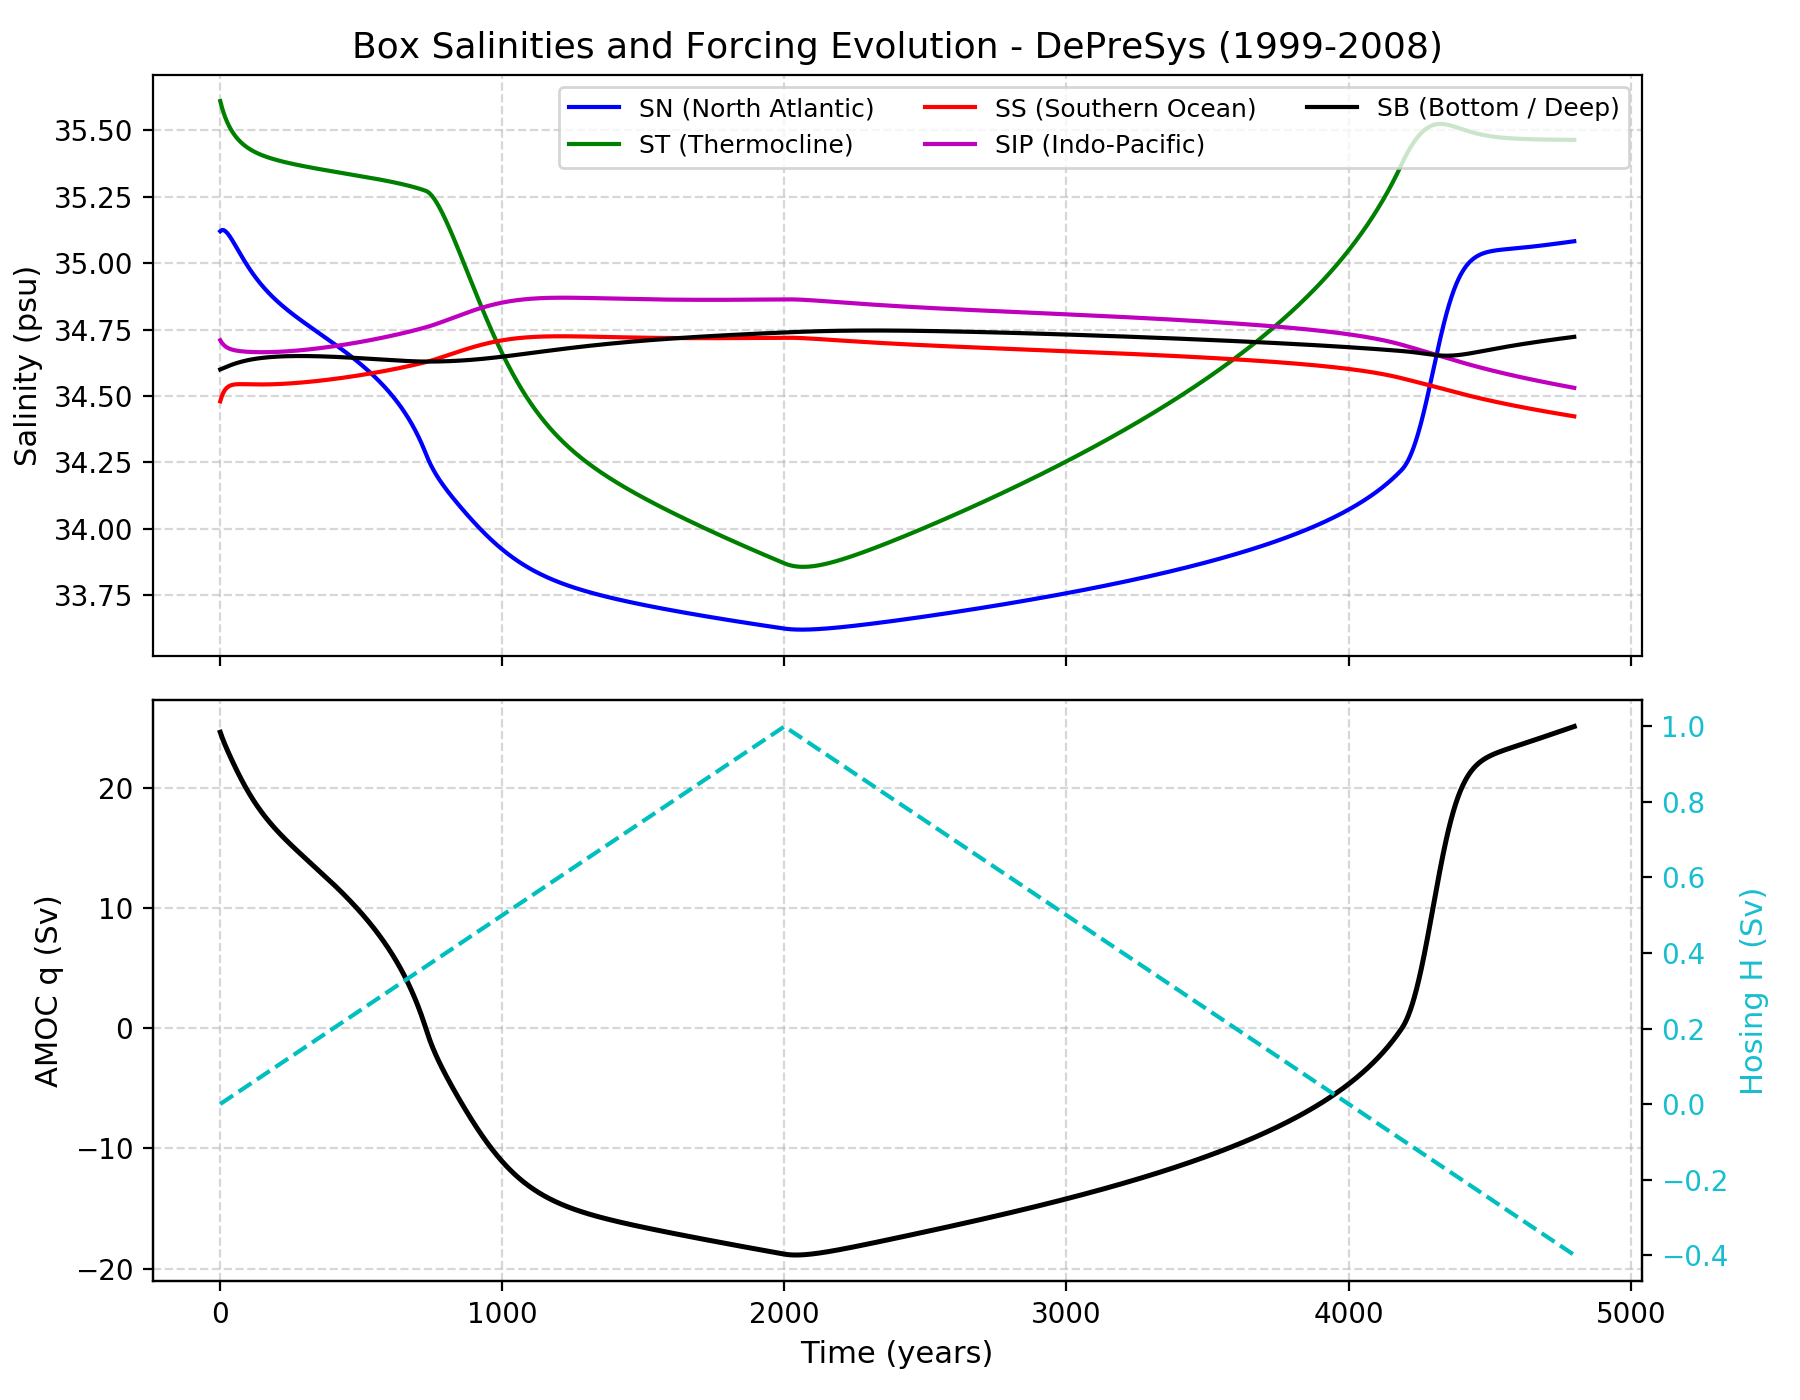 Box Salinities and Forcing Evolution - DePreSys (1999-2008)
SN (North Atlantic)
ST (Thermocline)
SS (Southern Ocean)
SIP (Indo-Pacific)
SB (Bottom / Deep)
Salinity (psu)
35.50
35.25
35.00
34.75
34.50
34.25
34.00
33.75
AMOC q (Sv)
20
10
0
−10
−20
Hosing H (Sv)
1.0
0.8
0.6
0.4
0.2
0.0
−0.2
−0.4
0
1000
2000
3000
4000
5000
Time (years)